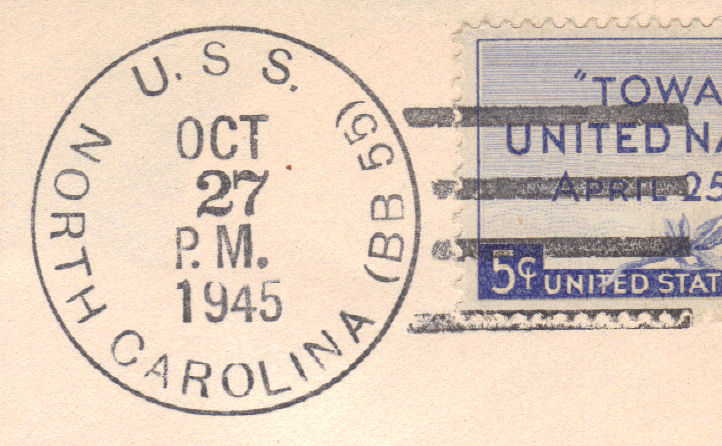 U.S.S. NORTH CAROLINA (BB 55)
OCT
27
P.M.
1945
"TOWA
UNITED NA
APRIL 25
5¢ UNITED STAT